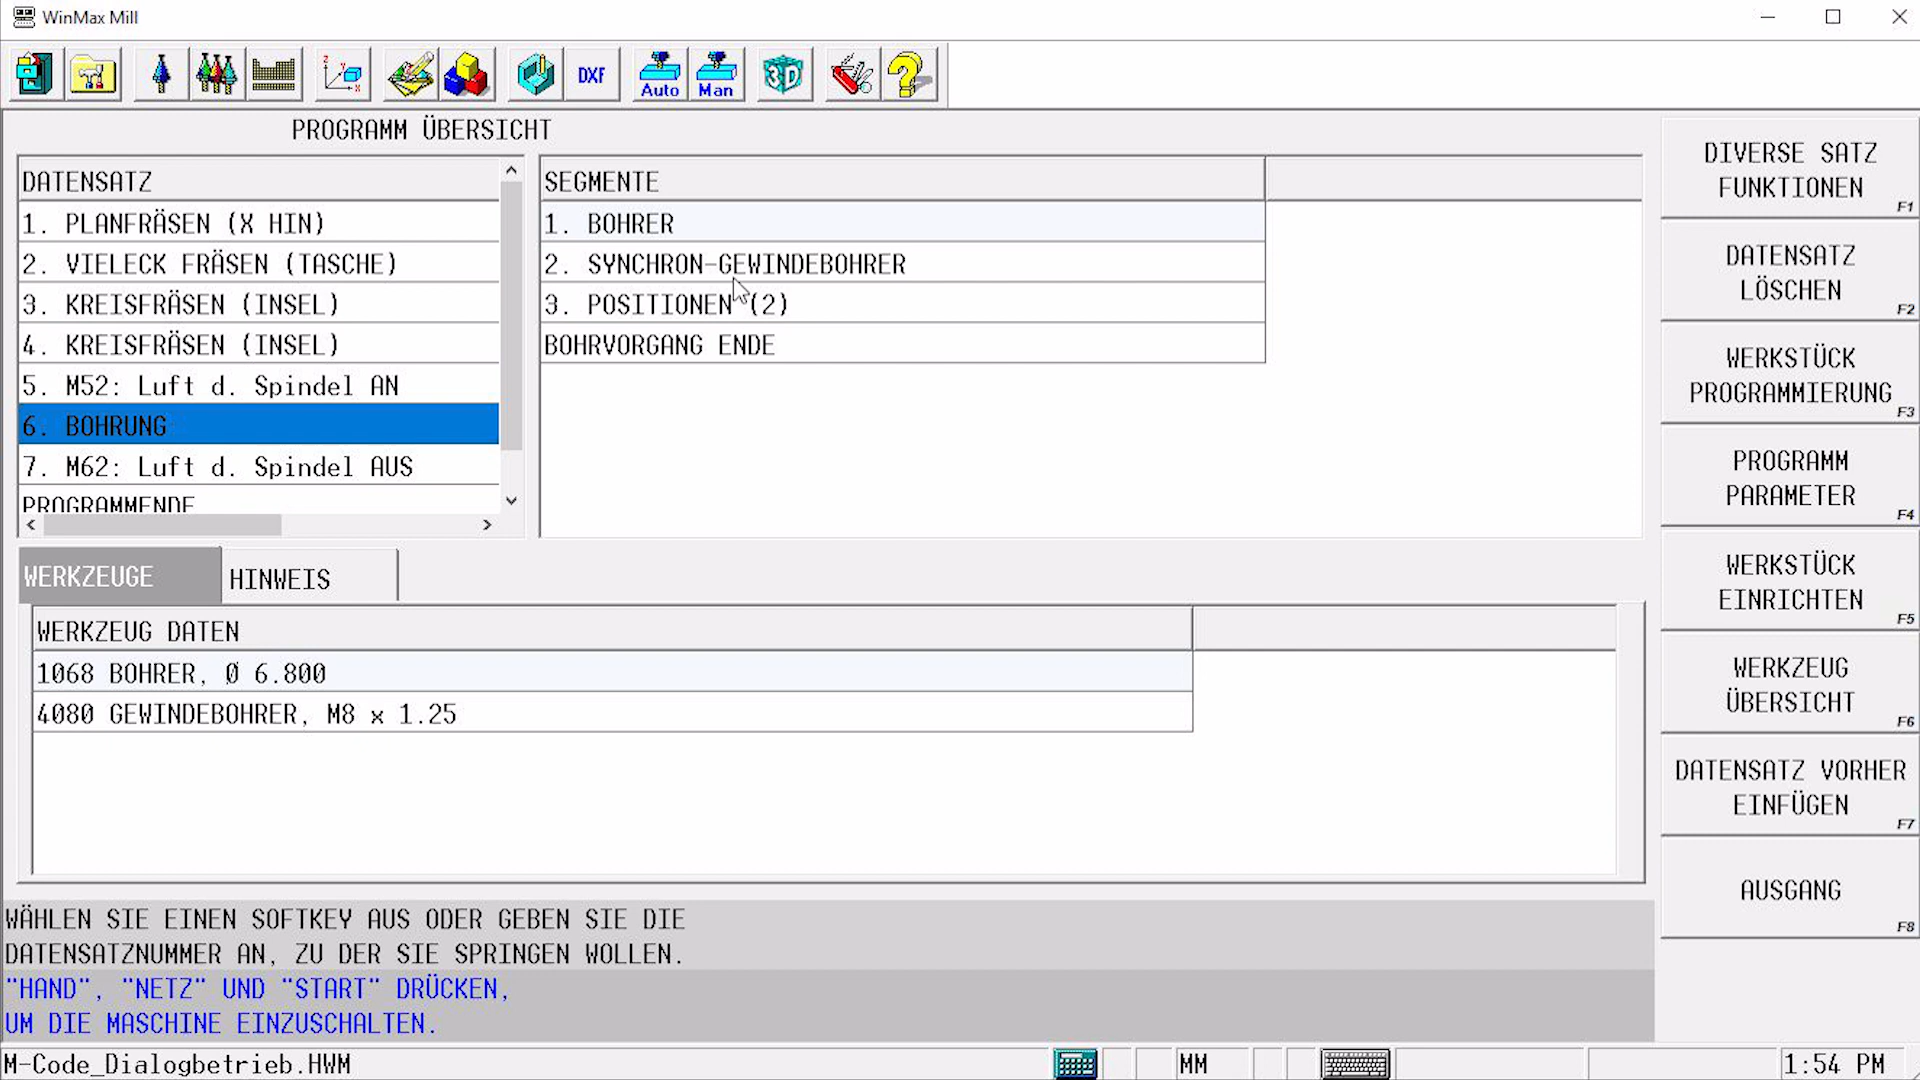 WinMax Mill
DXF
Auto
Man
3D
PROGRAMM ÜBERSICHT
DATENSATZ
1. PLANFRÄSEN (X HIN)
2. VIELECK FRÄSEN (TASCHE)
3. KREISFRÄSEN (INSEL)
4. KREISFRÄSEN (INSEL)
5. M52: Luft d. Spindel AN
6. BOHRUNG
7. M62: Luft d. Spindel AUS
PROGRAMMENDE
SEGMENTE
1. BOHRER
2. SYNCHRON-GEWINDEBOHRER
3. POSITIONEN (2)
BOHRVORGANG ENDE
WERKZEUGE
HINWEIS
WERKZEUG DATEN
1068 BOHRER, Ø 6.800
4080 GEWINDEBOHRER, M8 x 1.25
DIVERSE SATZ
FUNKTIONEN
F1
DATENSATZ
LÖSCHEN
F2
WERKSTÜCK
PROGRAMMIERUNG
F3
PROGRAMM
PARAMETER
F4
WERKSTÜCK
EINRICHTEN
F5
WERKZEUG
ÜBERSICHT
F6
DATENSATZ VORHER
EINFÜGEN
F7
AUSGANG
F8
WÄHLEN SIE EINEN SOFTKEY AUS ODER GEBEN SIE DIE
DATENSATZNUMMER AN, ZU DER SIE SPRINGEN WOLLEN.
"HAND", "NETZ" UND "START" DRÜCKEN,
UM DIE MASCHINE EINZUSCHALTEN.
M-Code_Dialogbetrieb.HWM
MM
1:54 PM